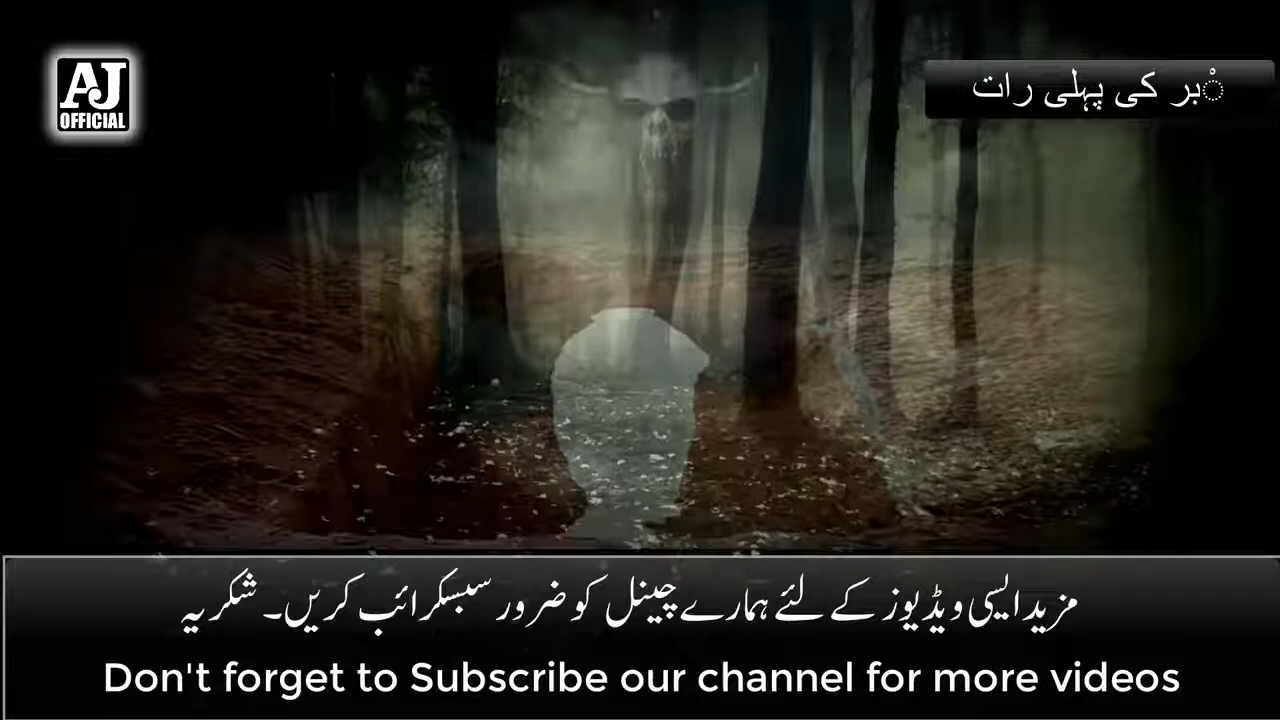 AJ
OFFICIAL
ْبر کی پہلی رات
مزید ایسی ویڈیوز کے لئے ہمارے چینل کو ضرور سبسکرائب کریں۔ شکریہ
Don't forget to Subscribe our channel for more videos